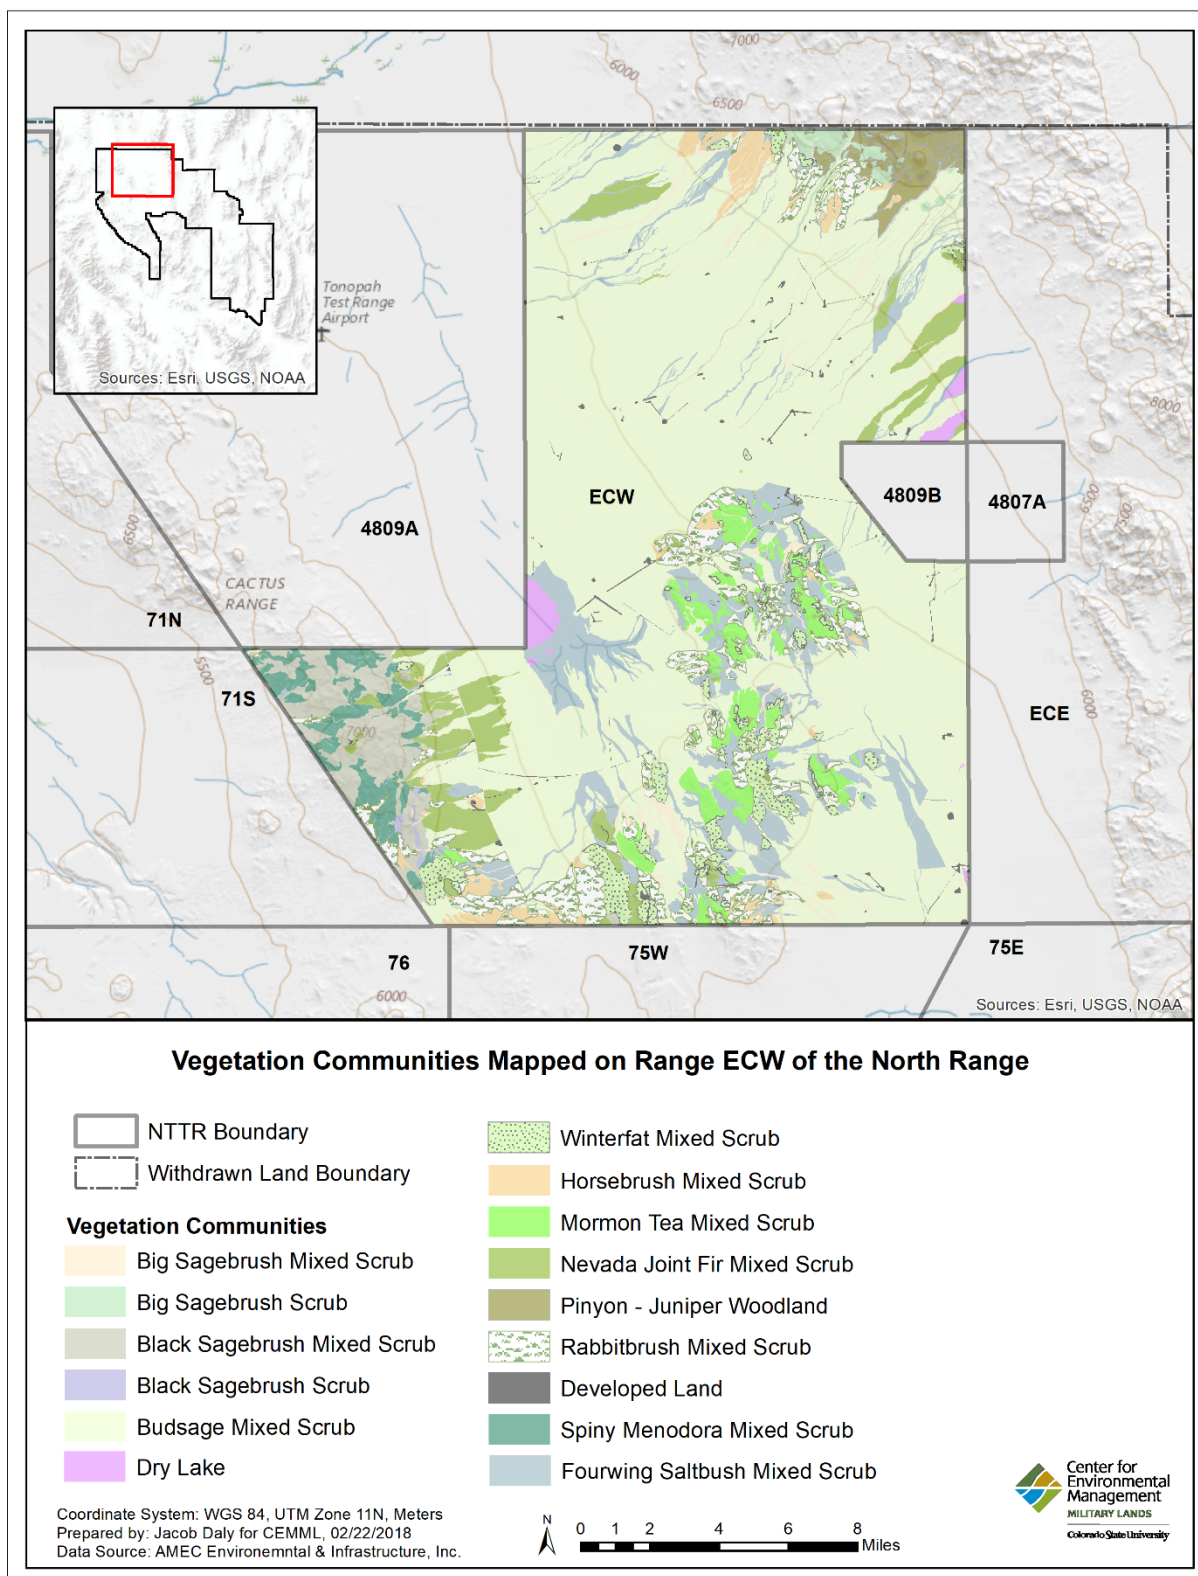 7000
6000
6500
Tonopah
Test Range
Airport
Sources: Esri, USGS, NOAA
8000
ECW
4809B
4807A
6500
7500
4809A
6500
CACTUS
RANGE
71N
5500
71S
7000
ECE
6000
75W
75E
76
6000
Sources: Esri, USGS, NOAA
Vegetation Communities Mapped on Range ECW of the North Range
NTTR Boundary
Withdrawn Land Boundary
Vegetation Communities
Big Sagebrush Mixed Scrub
Big Sagebrush Scrub
Black Sagebrush Mixed Scrub
Black Sagebrush Scrub
Budsage Mixed Scrub
Dry Lake
Winterfat Mixed Scrub
Horsebrush Mixed Scrub
Mormon Tea Mixed Scrub
Nevada Joint Fir Mixed Scrub
Pinyon - Juniper Woodland
Rabbitbrush Mixed Scrub
Developed Land
Spiny Menodora Mixed Scrub
Fourwing Saltbush Mixed Scrub
Coordinate System: WGS 84, UTM Zone 11N, Meters
Prepared by: Jacob Daly for CEMML, 02/22/2018
Data Source: AMEC Environemntal & Infrastructure, Inc.
N
0 1 2 4 6 8
Miles
Center for
Environmental
Management
MILITARY LANDS
Colorado State University